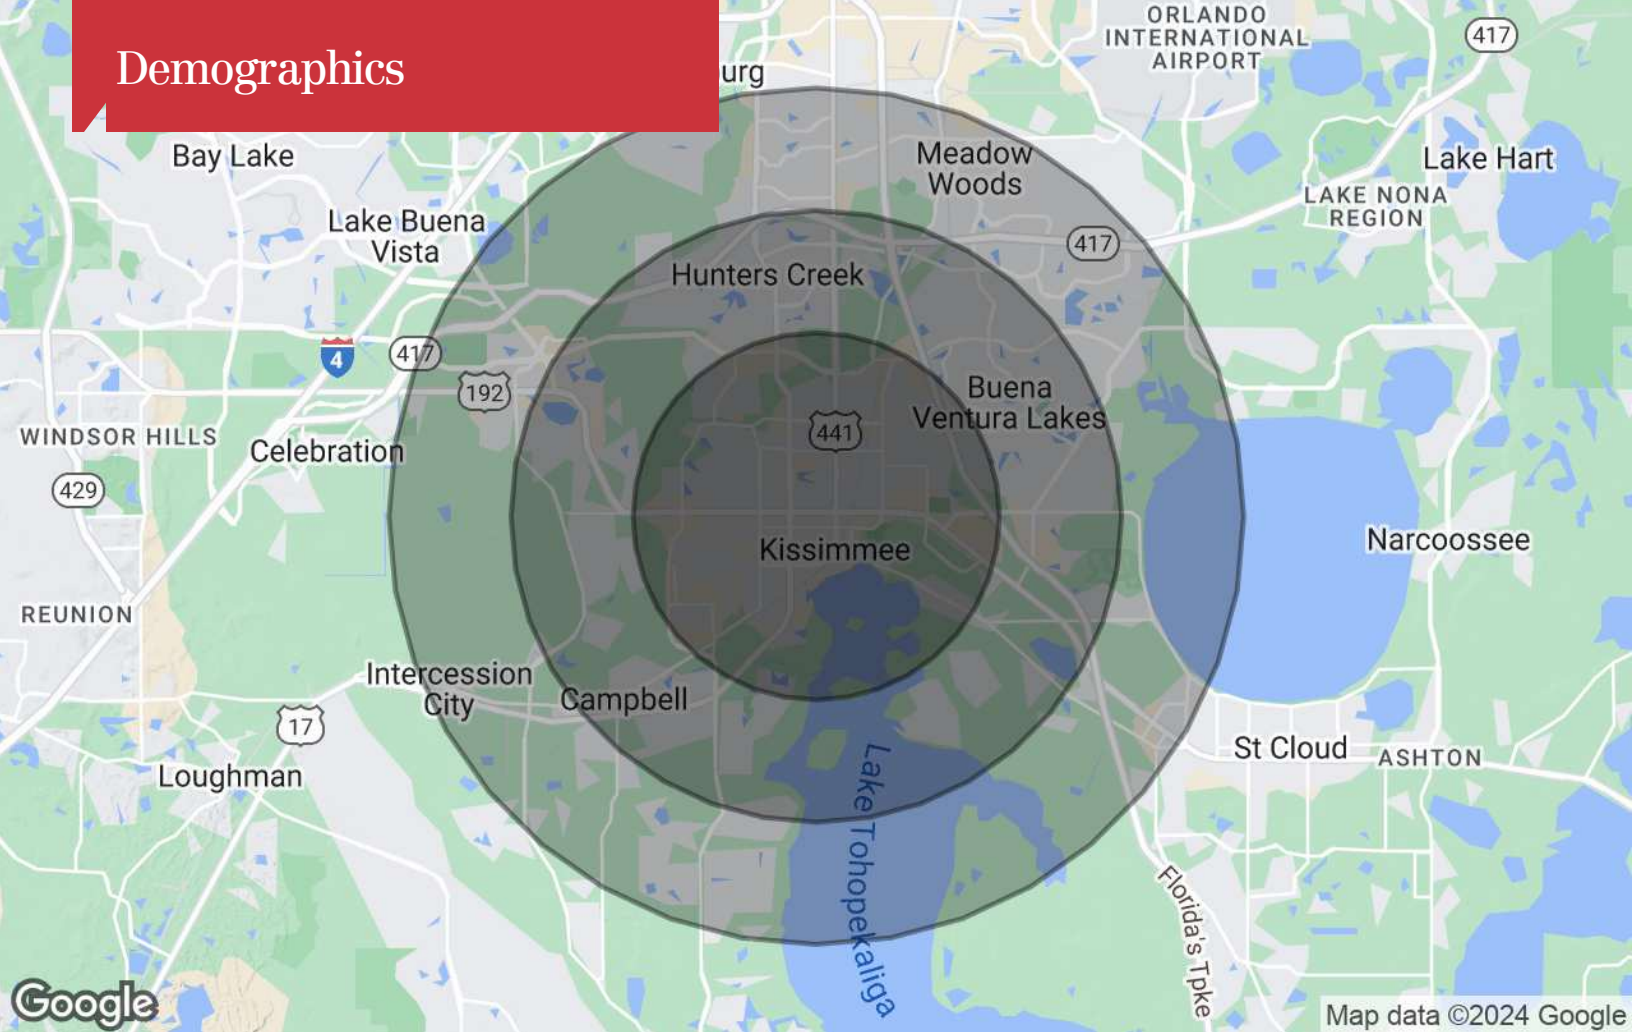 Demographics
urg
ORLANDO
INTERNATIONAL
AIRPORT
417
Bay Lake
Meadow
Woods
Lake Hart
LAKE NONA
REGION
Lake Buena
Vista
417
Hunters Creek
4
417
192
Buena
Ventura Lakes
441
WINDSOR HILLS
Celebration
429
Kissimmee
Narcoossee
REUNION
Intercession
City
Campbell
17
St Cloud
ASHTON
Loughman
Lake Tohopekaliga
Florida's Tpke
Google
Map data ©2024 Google